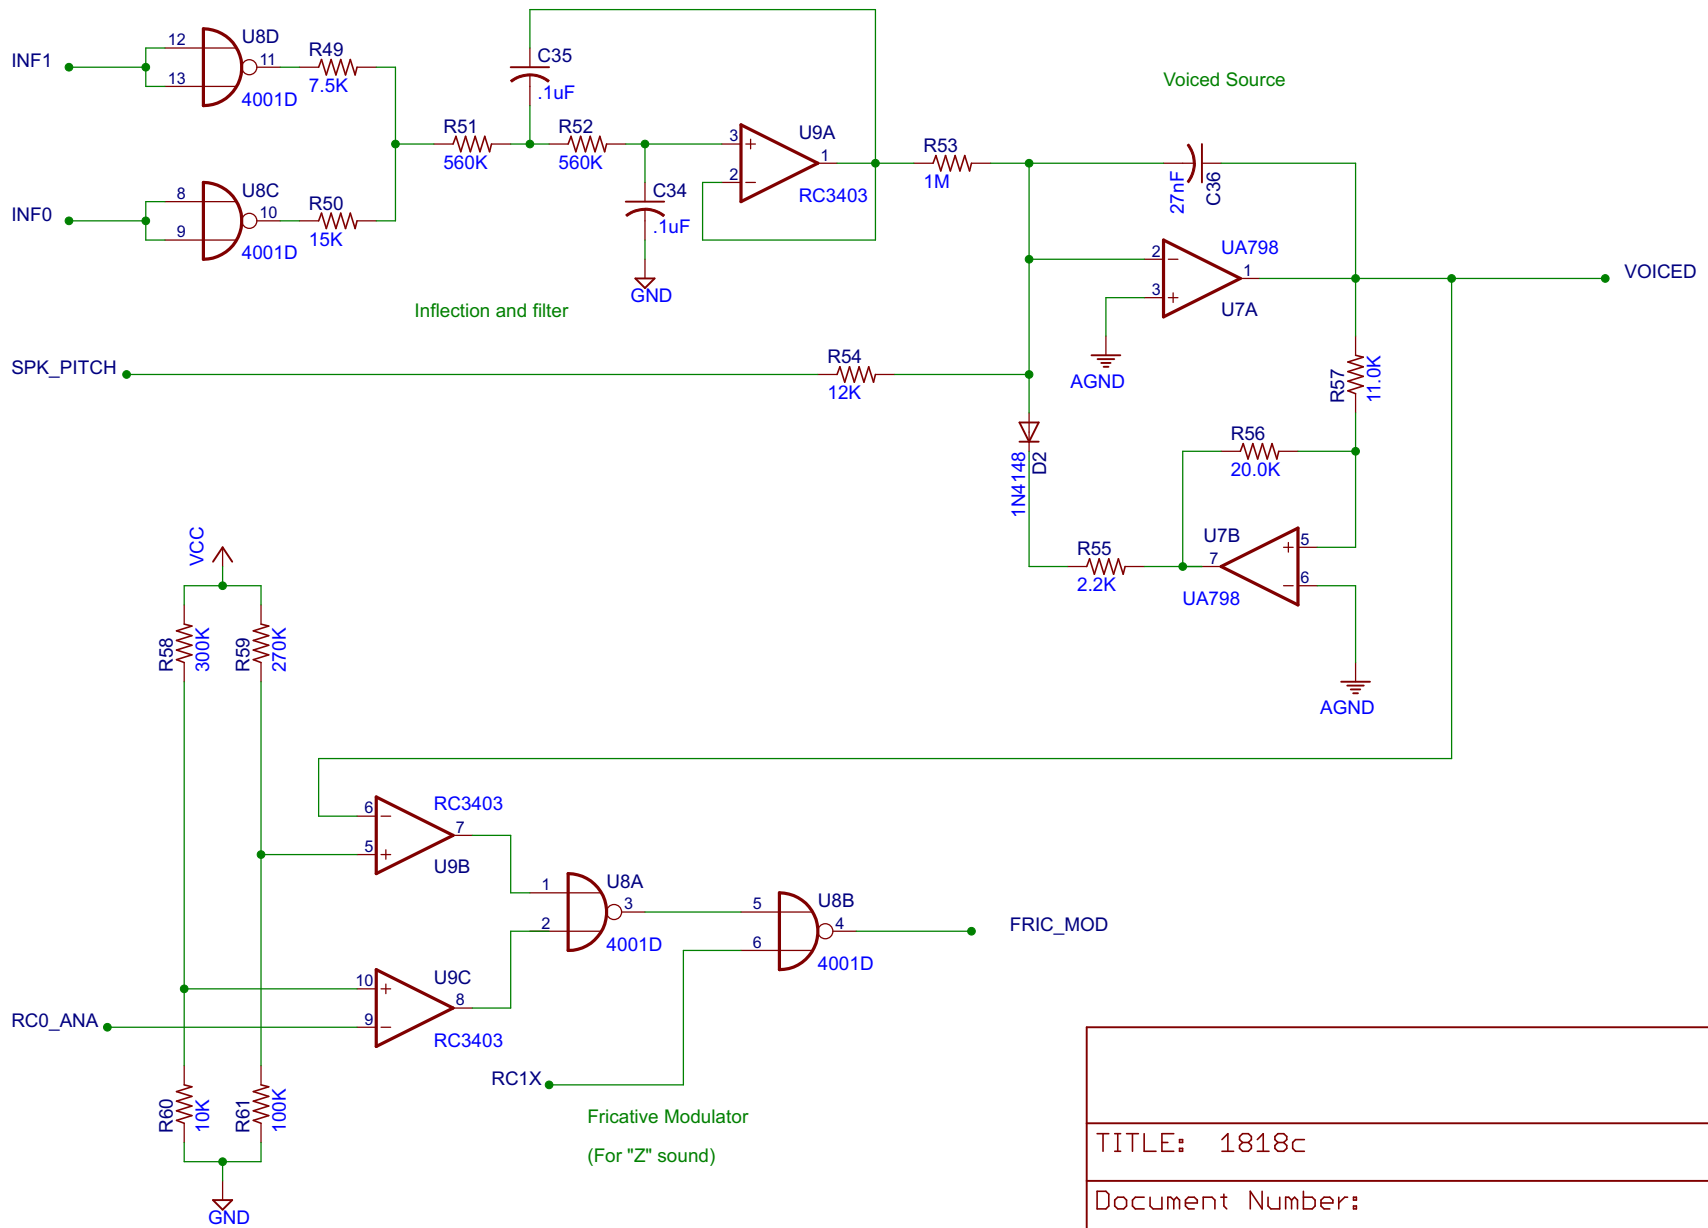 INF1
12
13
U8D
11
4001D
R49
7.5K
INF0
8
9
U8C
10
4001D
R50
15K
R51
560K
C35
.1uF
R52
560K
C34
.1uF
GND
3
2
U9A
1
RC3403
Inflection and filter
R53
1M
Voiced Source
27nF
C36
UA798
2
3
1
U7A
AGND
VOICED
SPK_PITCH
R54
12K
R57
11.0K
R56
20.0K
1N4148
D2
R55
2.2K
U7B
7
5
6
UA798
AGND
VCC
R58
300K
R59
270K
6
5
RC3403
7
U9B
1
2
U8A
3
4001D
5
6
U8B
4
4001D
FRIC_MOD
RC0_ANA
10
9
U9C
8
RC3403
RC1X
R60
10K
R61
100K
GND
Fricative Modulator
(For "Z" sound)
TITLE: 1818c
Document Number: